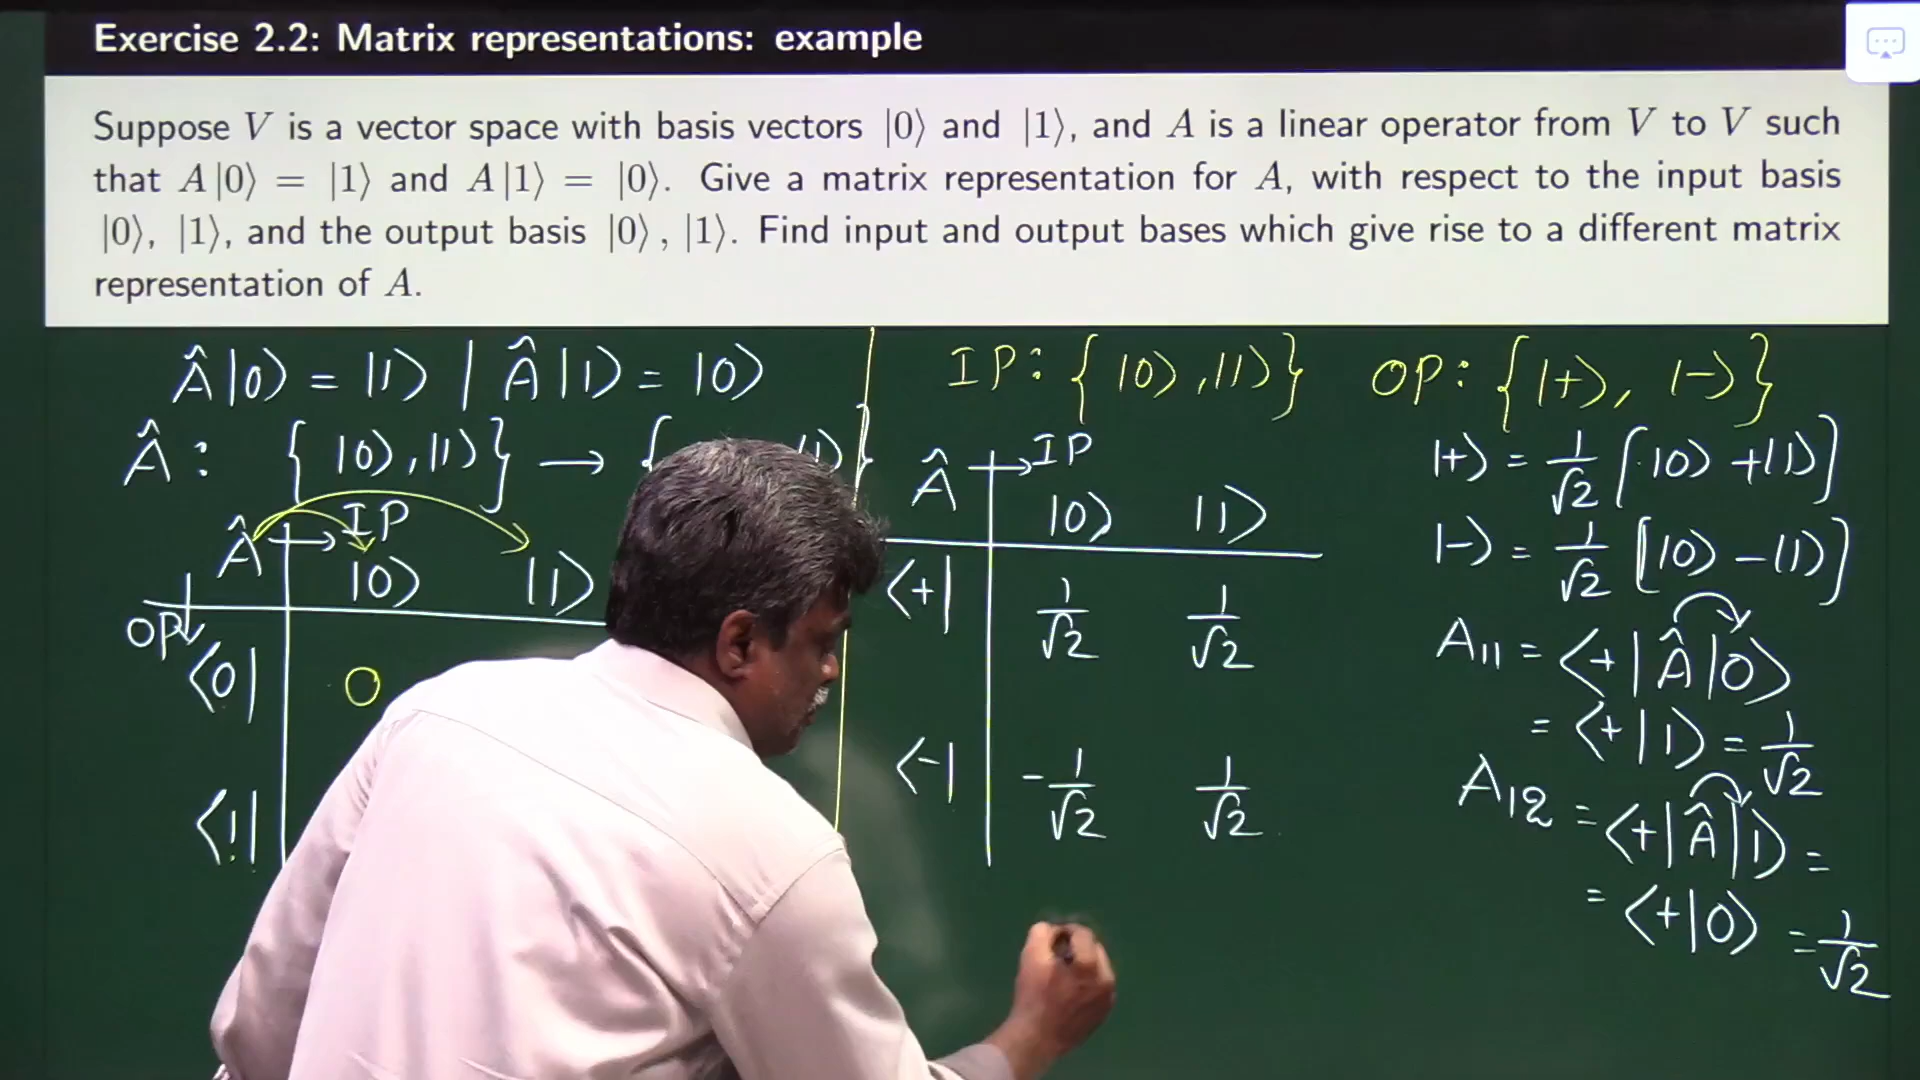 Exercise 2.2: Matrix representations: example
Suppose V is a vector space with basis vectors |0⟩ and |1⟩, and A is a linear operator from V to V such
that A|0⟩ = |1⟩ and A|1⟩ = |0⟩. Give a matrix representation for A, with respect to the input basis
|0⟩, |1⟩, and the output basis |0⟩, |1⟩. Find input and output bases which give rise to a different matrix
representation of A.
Â|0⟩ = |1⟩ | Â|1⟩ = |0⟩
Â : {|0⟩, |1⟩} → { |1⟩}
Â → IP
|0⟩ |1⟩
OP
⟨0| 0
⟨1|
IP: {|0⟩, |1⟩} OP: {|+⟩, |-⟩}
Â → IP
|0⟩ |1⟩
⟨+| 1/√2 1/√2
⟨-| -1/√2 1/√2
|+⟩ = 1/√2 [|0⟩ + |1⟩]
|-⟩ = 1/√2 [|0⟩ - |1⟩]
A₁₁ = ⟨+|Â|0⟩
= ⟨+|1⟩ = 1/√2
A₁₂ = ⟨+|Â|1⟩ =
= ⟨+|0⟩ = 1/√2